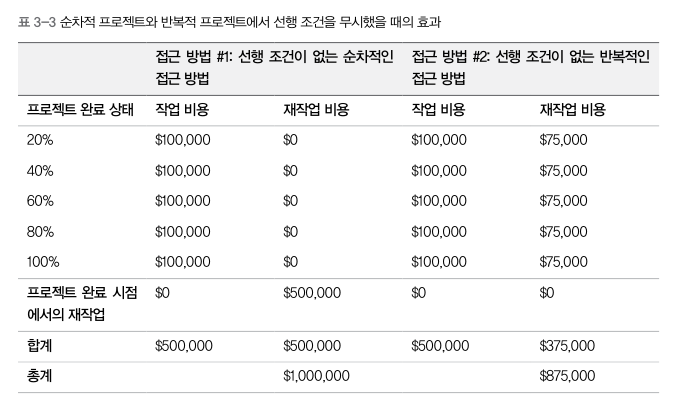 표 3-3 순차적 프로젝트와 반복적 프로젝트에서 선행 조건을 무시했을 때의 효과
접근 방법 #1: 선행 조건이 없는 순차적인 접근 방법 #2: 선행 조건이 없는 반복적인
접근 방법 접근 방법
프로젝트 완료 상태 작업 비용 재작업 비용 작업 비용 재작업 비용
20% $100,000 $0 $100,000 $75,000
40% $100,000 $0 $100,000 $75,000
60% $100,000 $0 $100,000 $75,000
80% $100,000 $0 $100,000 $75,000
100% $100,000 $0 $100,000 $75,000
프로젝트 완료 시점 $0 $500,000 $0 $0
에서의 재작업
합계 $500,000 $500,000 $500,000 $375,000
총계 $1,000,000 $875,000